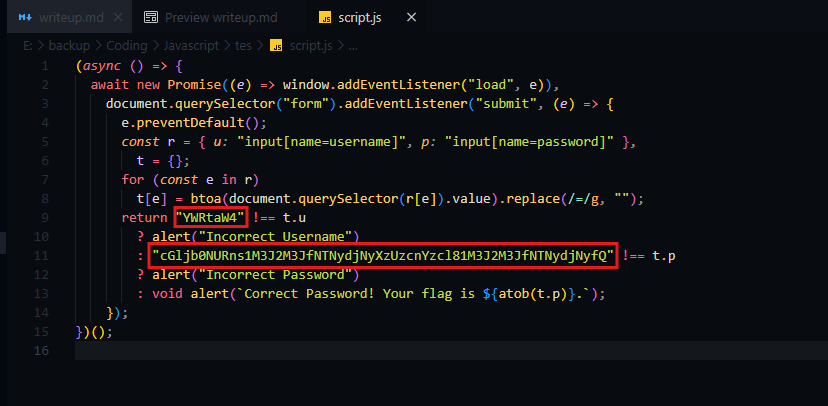 writeup.md Preview writeup.md script.js
E: > backup > Coding > Javascript > tes > script.js > ...
1 (async () => {
2 await new Promise((e) => window.addEventListener("load", e)),
3 document.querySelector("form").addEventListener("submit", (e) => {
4 e.preventDefault();
5 const r = { u: "input[name=username]", p: "input[name=password]" },
6 t = {};
7 for (const e in r)
8 t[e] = btoa(document.querySelector(r[e]).value).replace(/=/g, "");
9 return "YWRtaW4" !== t.u
10 ? alert("Incorrect Username")
11 : "cGljb0NURns1M3J2M3JfNTNydjNyXzUzcnYzcl81M3J2M3JfNTNydjNyfQ" !== t.p
12 ? alert("Incorrect Password")
13 : void alert(`Correct Password! Your flag is ${atob(t.p)}.`);
14 });
15 })();
16